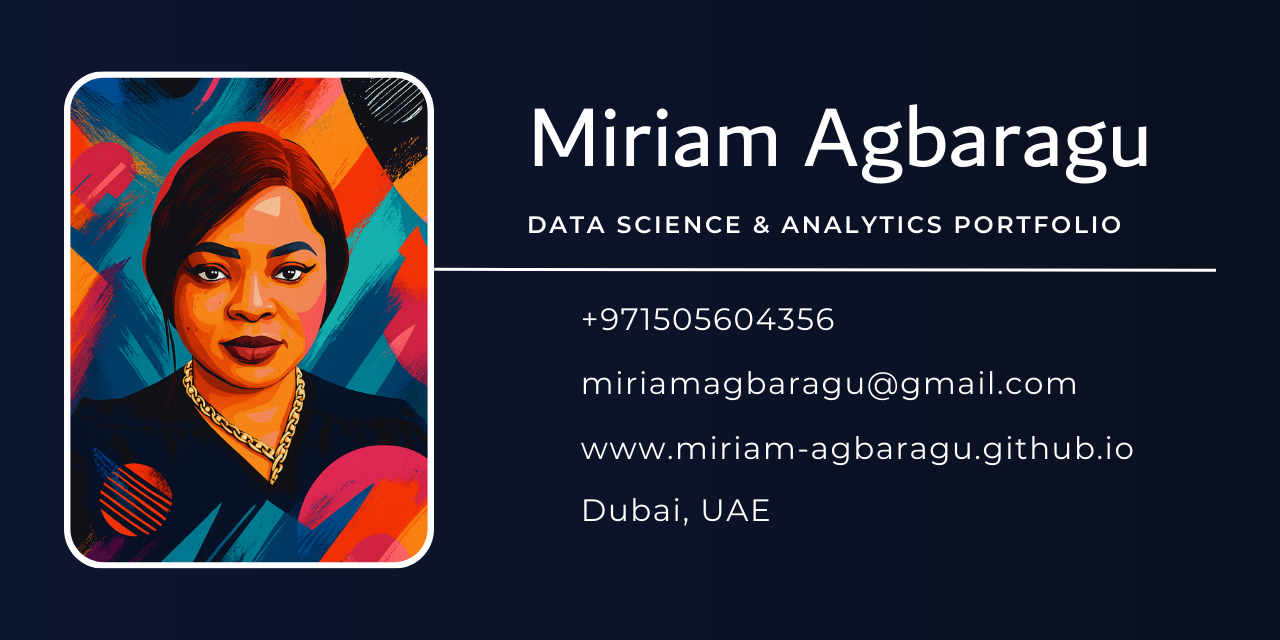 Miriam Agbaragu
DATA SCIENCE & ANALYTICS PORTFOLIO
+971505604356
miriamagbaragu@gmail.com
www.miriam-agbaragu.github.io
Dubai, UAE